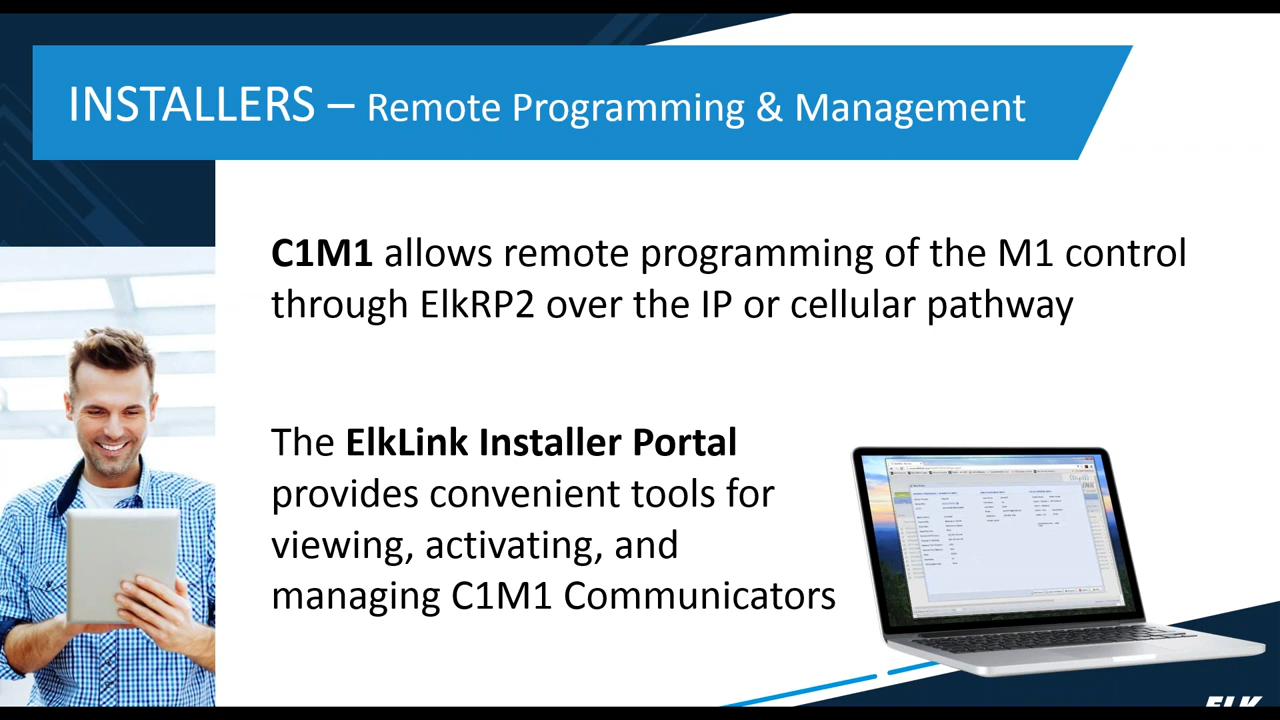 INSTALLERS – Remote Programming & Management
C1M1 allows remote programming of the M1 control
through ElkRP2 over the IP or cellular pathway
The ElkLink Installer Portal
provides convenient tools for
viewing, activating, and
managing C1M1 Communicators
ELK